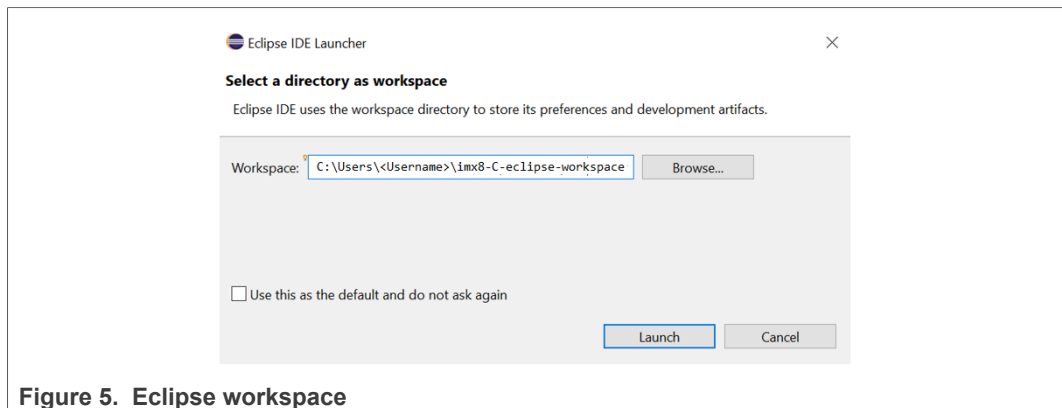 Eclipse IDE Launcher
Select a directory as workspace
Eclipse IDE uses the workspace directory to store its preferences and development artifacts.
Workspace: C:\Users\<Username>\imx8-C-eclipse-workspace Browse...
Use this as the default and do not ask again
Launch Cancel
Figure 5. Eclipse workspace